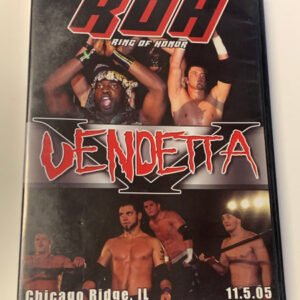 ROH
RING OF HONOR
VENDETTA
Chicago Ridge, IL
11.5.05